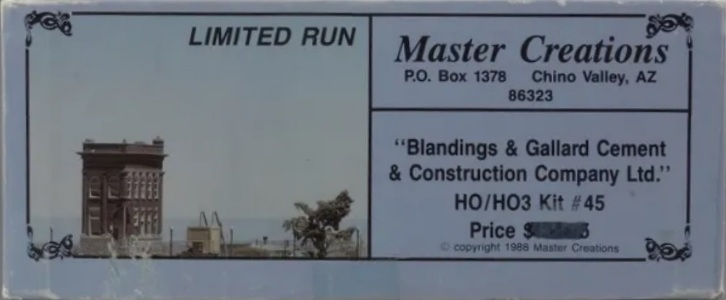 LIMITED RUN
Master Creations
P.O. Box 1378 Chino Valley, AZ
86323
“Blandings & Gallard Cement
& Construction Company Ltd.”
HO/HO3 Kit #45
Price $
© copyright 1988 Master Creations